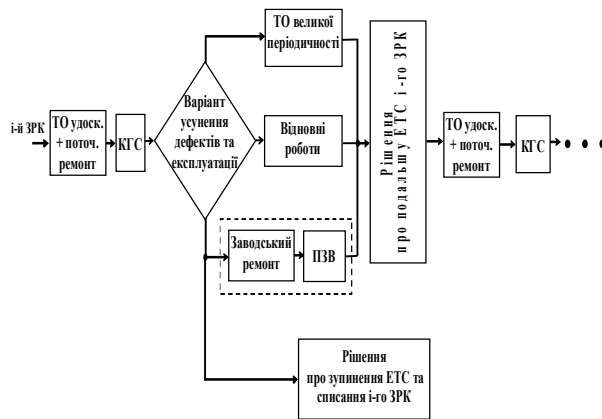 і-й ЗРК
ТО удоск.
+ поточ.
ремонт
КГС
Варіант
усунення
дефектів та
експлуатації
ТО великої
періодичності
Відновні
роботи
Заводський
ремонт
ПЗВ
Рішення
про подальшу ЕТС і -го ЗРК
ТО удоск.
+ поточ.
ремонт
КГС
Рішення
про зупинення ЕТС та
списання і-го ЗРК